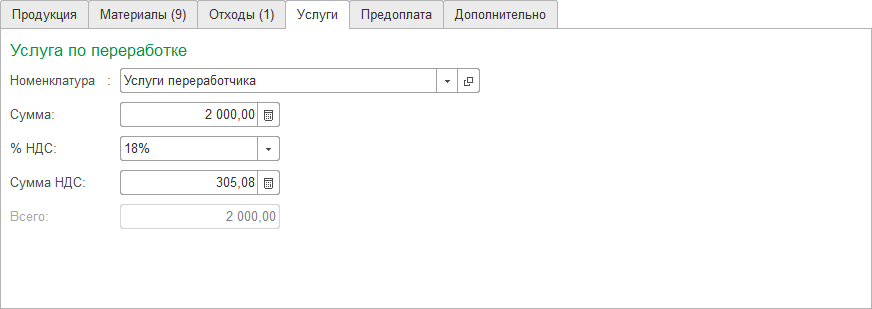 Продукция Материалы (9) Отходы (1) Услуги Предоплата Дополнительно
Услуга по переработке
Номенклатура : Услуги переработчика
Сумма: 2 000,00
% НДС: 18%
Сумма НДС: 305,08
Всего: 2 000,00